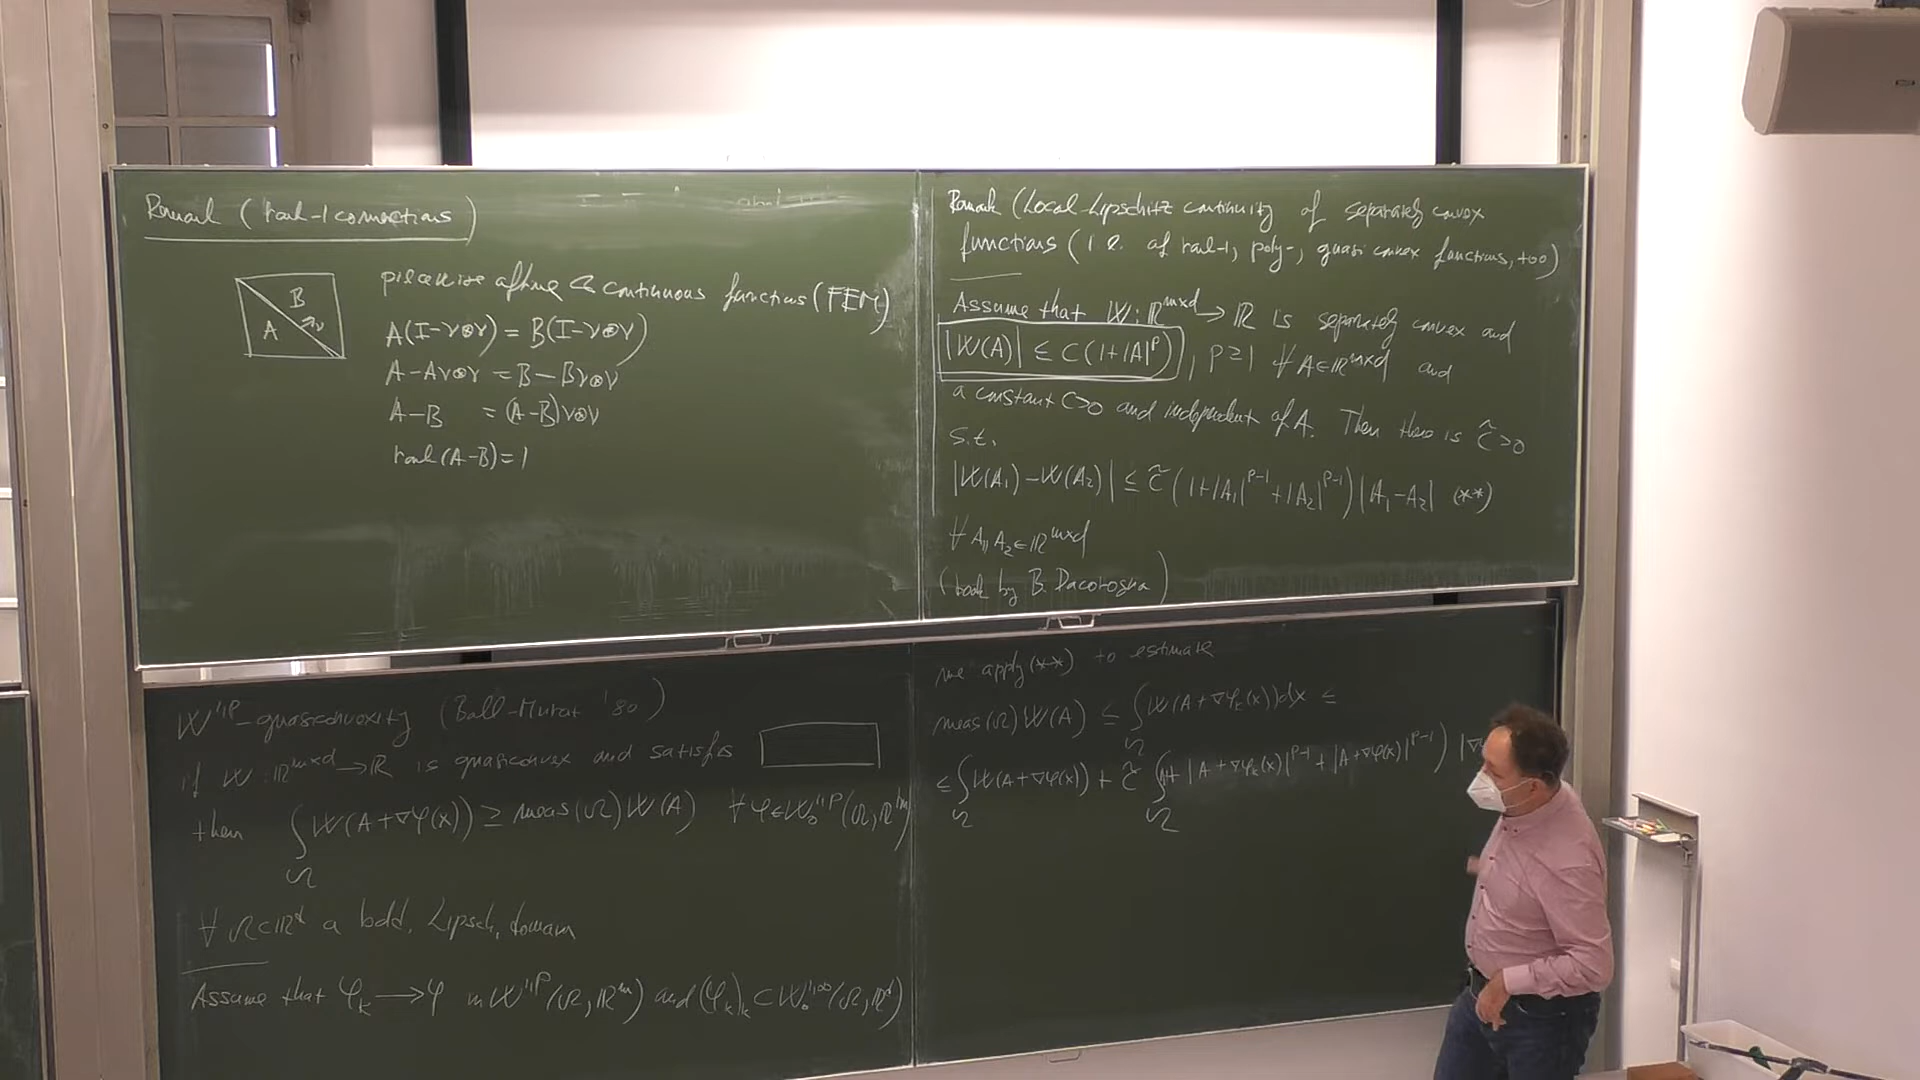 Remark (rank-1 connections)
piecewise affine & continuous functions (FEM)
B
A
ν
A(I-ν⊗ν) = B(I-ν⊗ν)
A-Aν⊗ν = B-Bν⊗ν
A-B = (A-B)ν⊗ν
rank(A-B)=1
Remark (Local Lipschitz continuity of separately convex
functions (i.e. of rank-1, poly-, quasi convex functions, too)
Assume that W: ℝ^{m×d} → ℝ is separately convex and
|W(A)| ≤ C(1+|A|^p), p≥1 ∀ A∈ℝ^{m×d} and
a constant C>0 and independent of A. Then there is C̃>0
s.t.
|W(A₁)-W(A₂)| ≤ C̃(1+|A₁|^{p-1}+|A₂|^{p-1})|A₁-A₂| (**)
∀ A₁, A₂∈ℝ^{m×d}
(book by B. Dacorogna)
W^{1,p}-quasiconvexity (Ball-Murat '80)
if W: ℝ^{m×d} → ℝ is quasiconvex and satisfies
then ∫_Ω W(A+∇φ(x)) ≥ meas(Ω)W(A) ∀ φ∈W₀^{1,p}(Ω,ℝ^m)
∀ Ω⊂ℝ^d a bdd. Lipsch. domain
Assume that φ_k → φ in W^{1,p}(Ω,ℝ^m) and (φ_k)_k ⊂ W₀^{1,∞}(Ω,ℝ^d)
we apply (**) to estimate
meas(Ω)W(A) ≤ ∫_Ω W(A+∇φ_k(x))dx ≤
≤ ∫_Ω W(A+∇φ(x)) + C̃ ∫_Ω (1+|A+∇φ_k(x)|^{p-1}+|A+∇φ(x)|^{p-1}) |∇